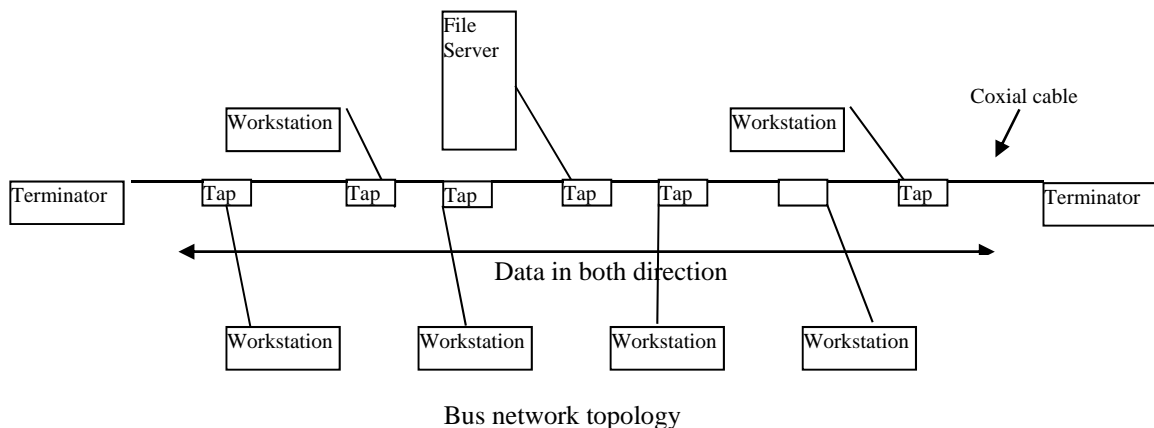 File
Server
Workstation
Workstation
Coxial cable
Terminator
Tap
Tap
Tap
Tap
Tap
Tap
Terminator
Data in both direction
Workstation
Workstation
Workstation
Workstation
Bus network topology